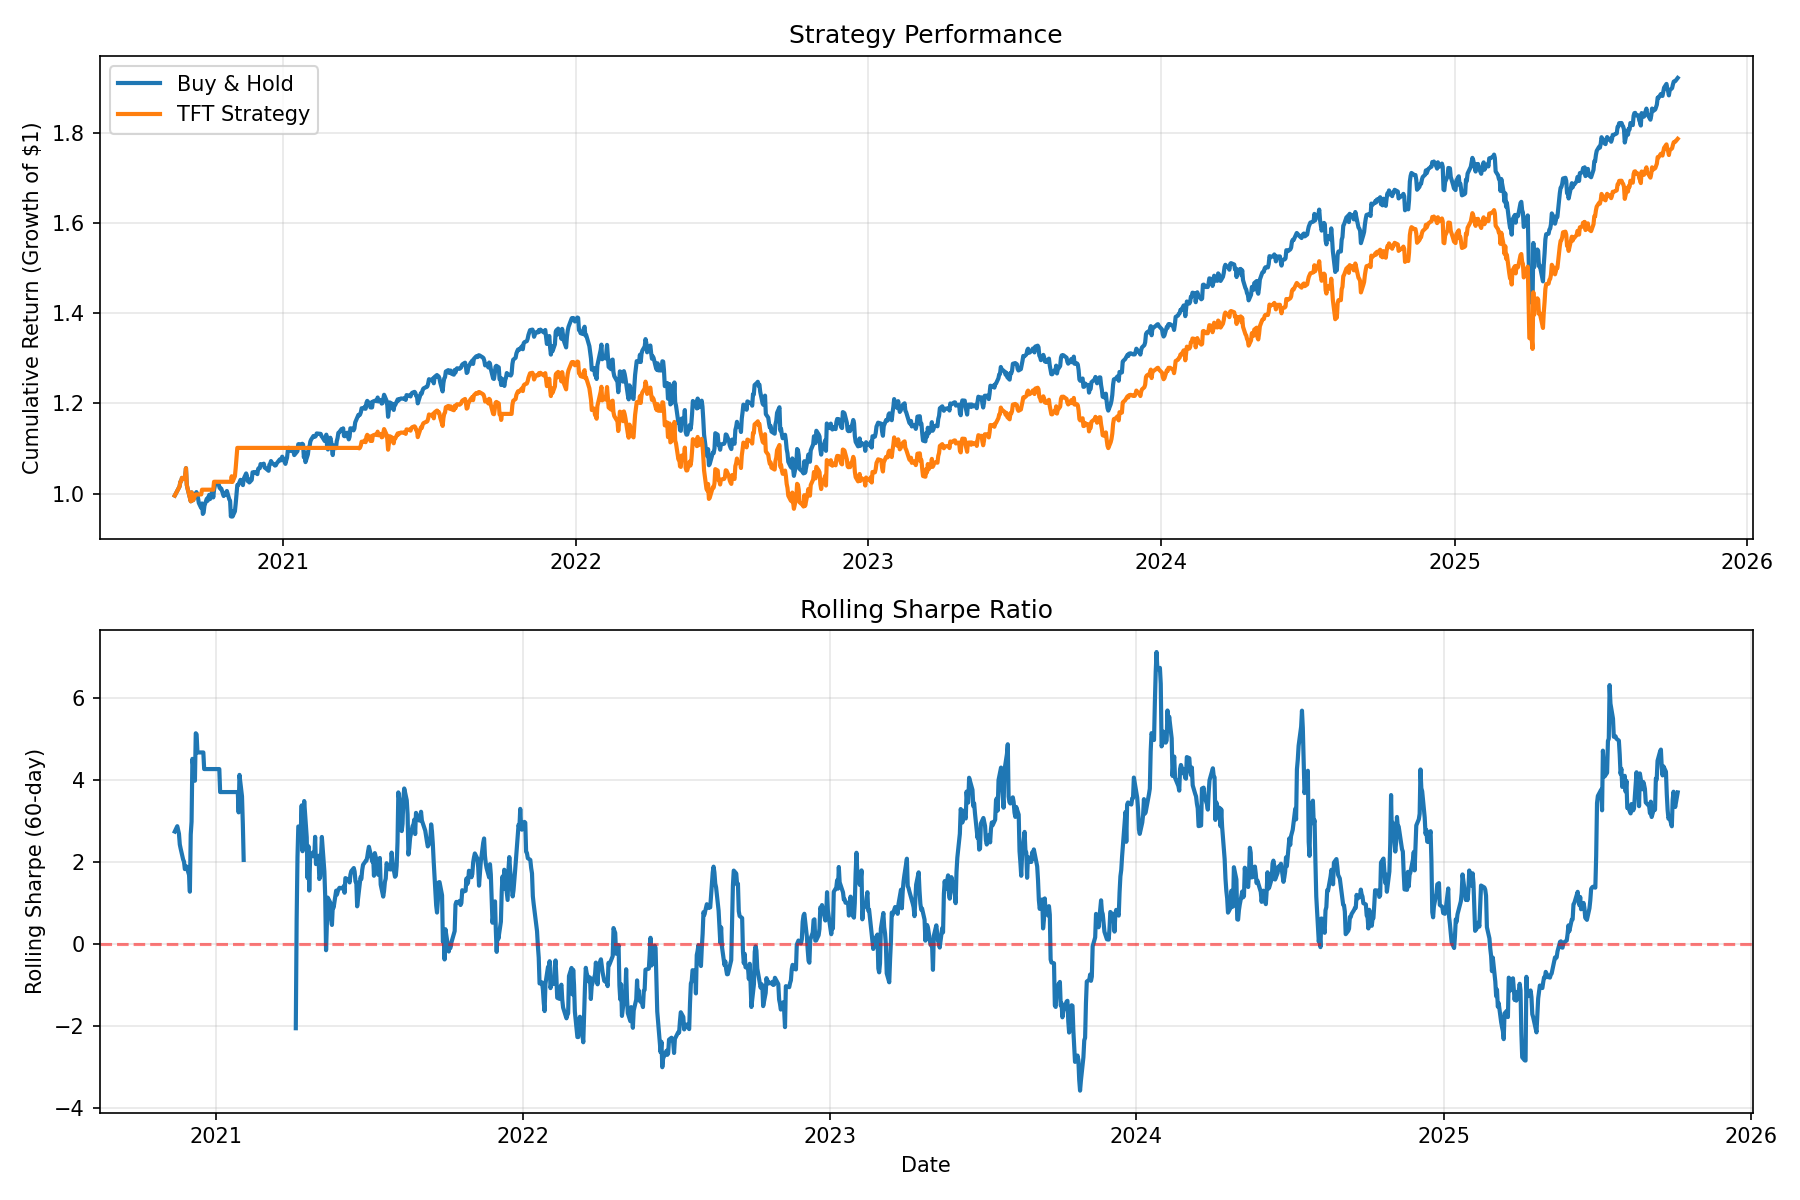 Strategy Performance
Buy & Hold
TFT Strategy
Cumulative Return (Growth of $1)
1.8
1.6
1.4
1.2
1.0
2021 2022 2023 2024 2025 2026
Rolling Sharpe Ratio
Rolling Sharpe (60-day)
6
4
2
0
−2
−4
2021 2022 2023 2024 2025 2026
Date